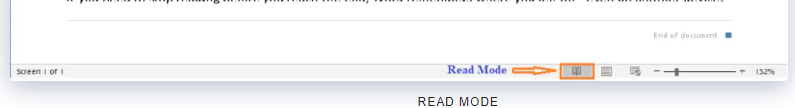 End of document
Screen 1 of 1
Read Mode
132%
READ MODE